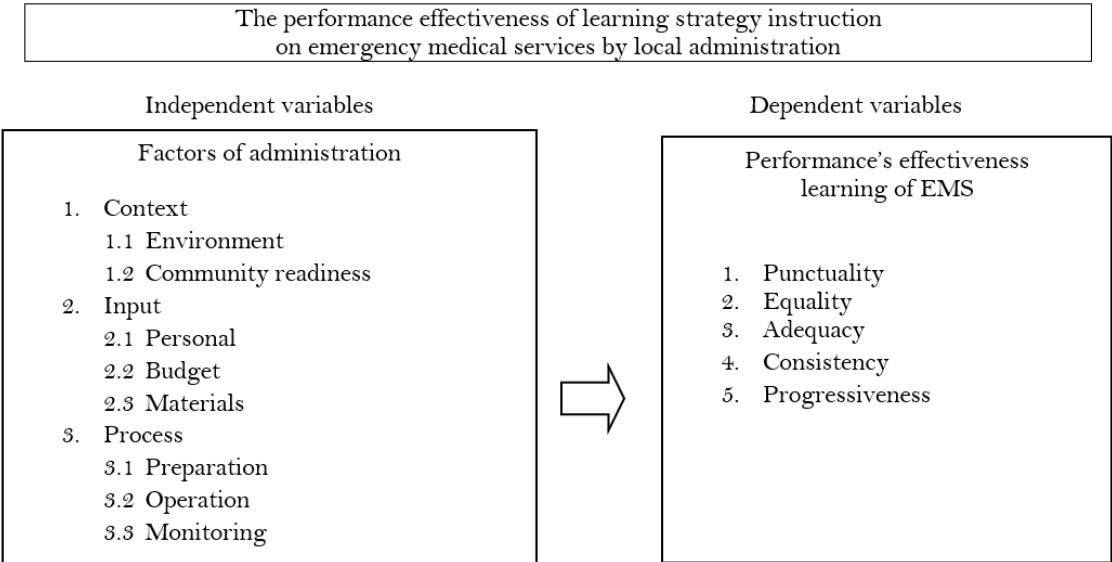 The performance effectiveness of learning strategy instruction
on emergency medical services by local administration
Independent variables
Factors of administration
1. Context
1.1 Environment
1.2 Community readiness
2. Input
2.1 Personal
2.2 Budget
2.3 Materials
3. Process
3.1 Preparation
3.2 Operation
3.3 Monitoring
Dependent variables
Performance's effectiveness
learning of EMS
1. Punctuality
2. Equality
3. Adequacy
4. Consistency
5. Progressiveness